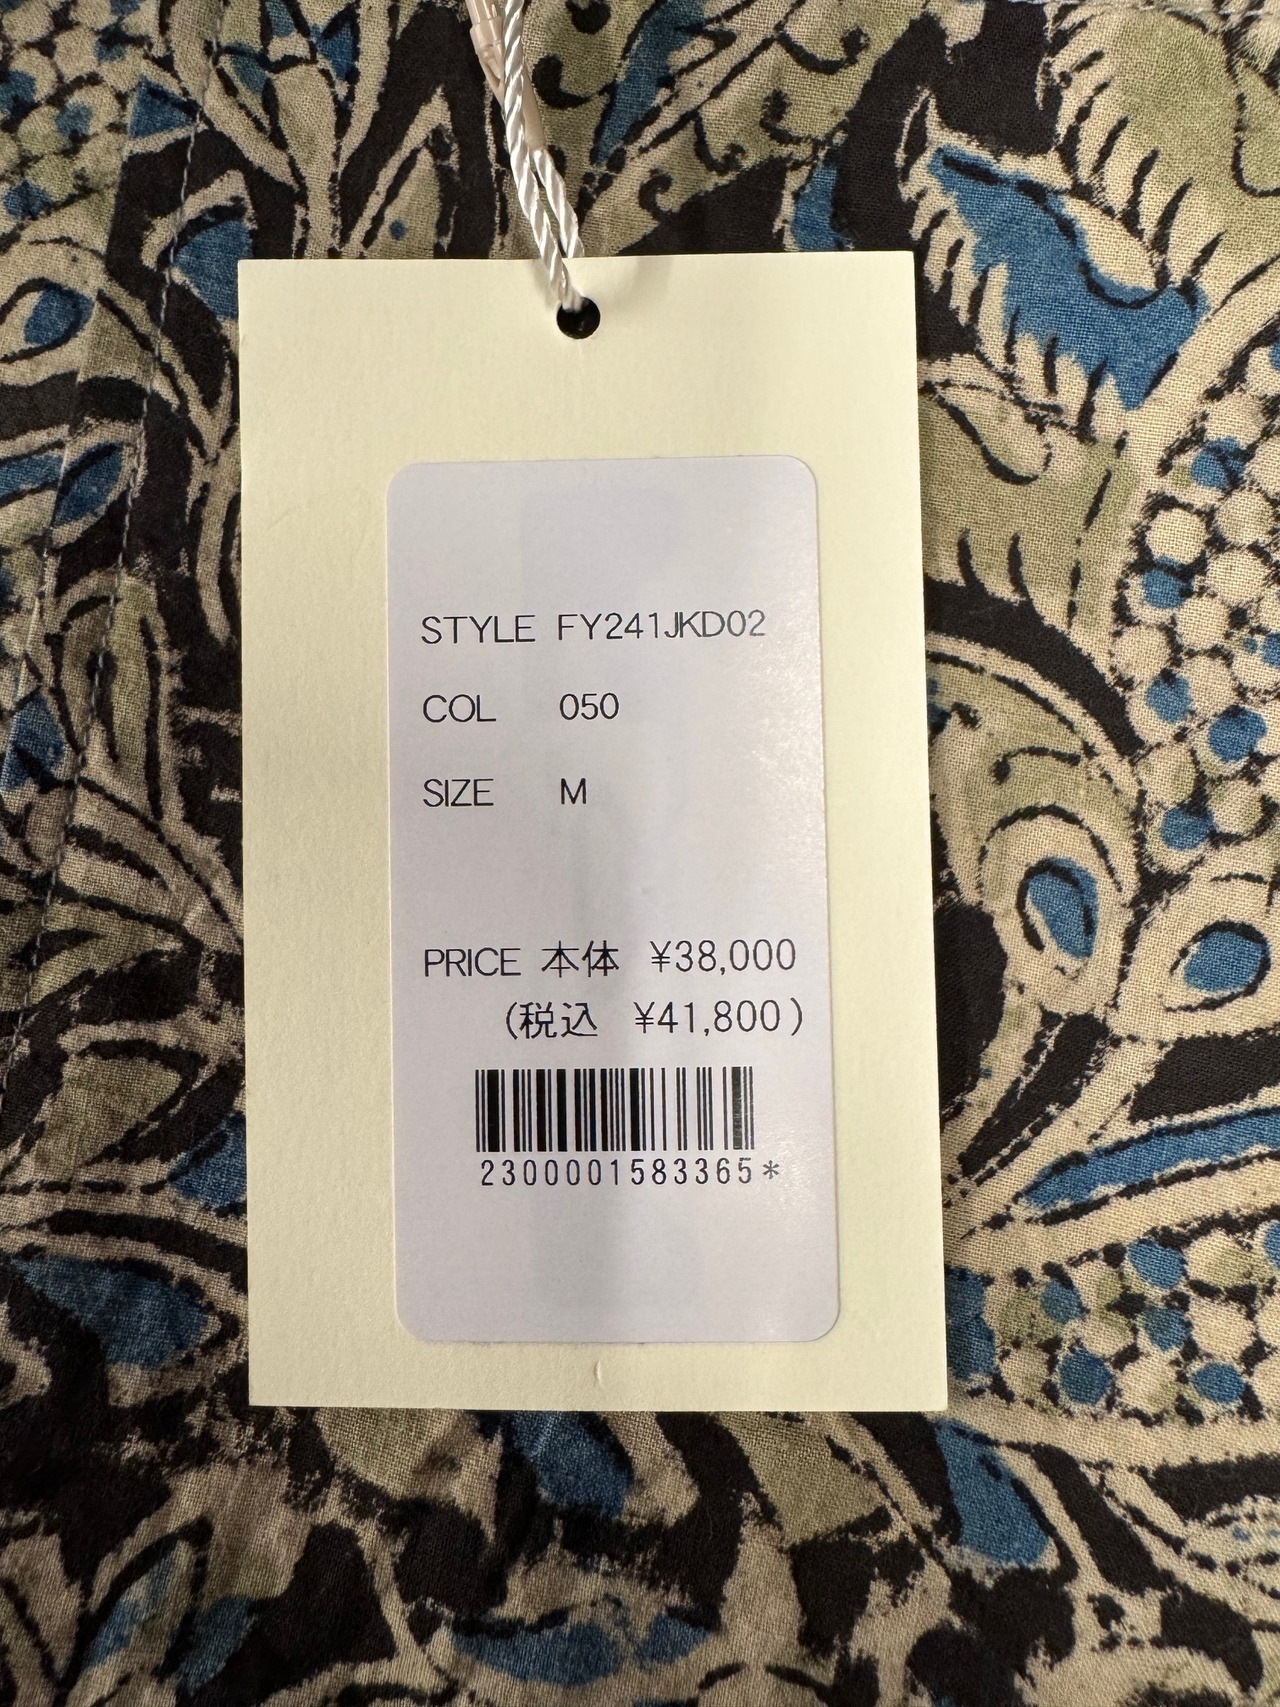 STYLE FY241JKD02
COL 050
SIZE M
PRICE 本体 ¥38,000
(税込 ¥41,800)
2300001583365*